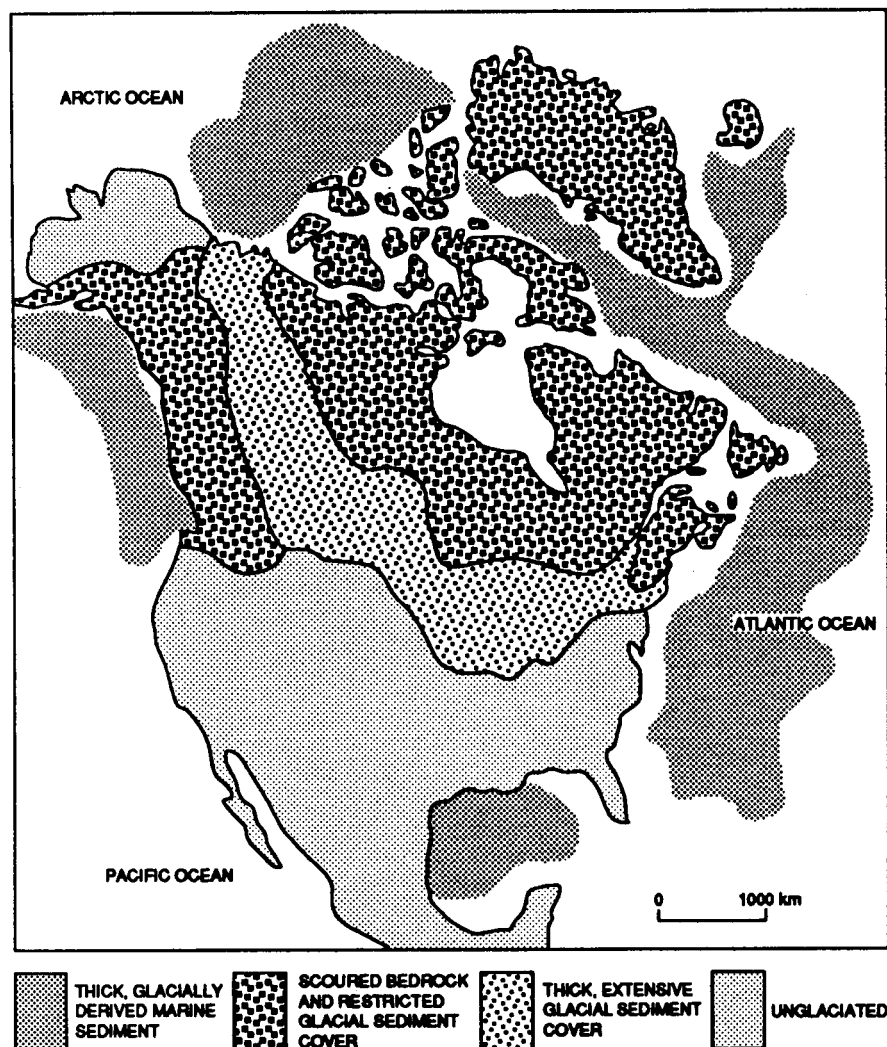 ARCTIC OCEAN
ATLANTIC OCEAN
PACIFIC OCEAN
0 1000 km
THICK, GLACIALLY
DERIVED MARINE
SEDIMENT
SCOURED BEDROCK
AND RESTRICTED
GLACIAL SEDIMENT
COVER
THICK, EXTENSIVE
GLACIAL SEDIMENT
COVER
UNGLACIATED